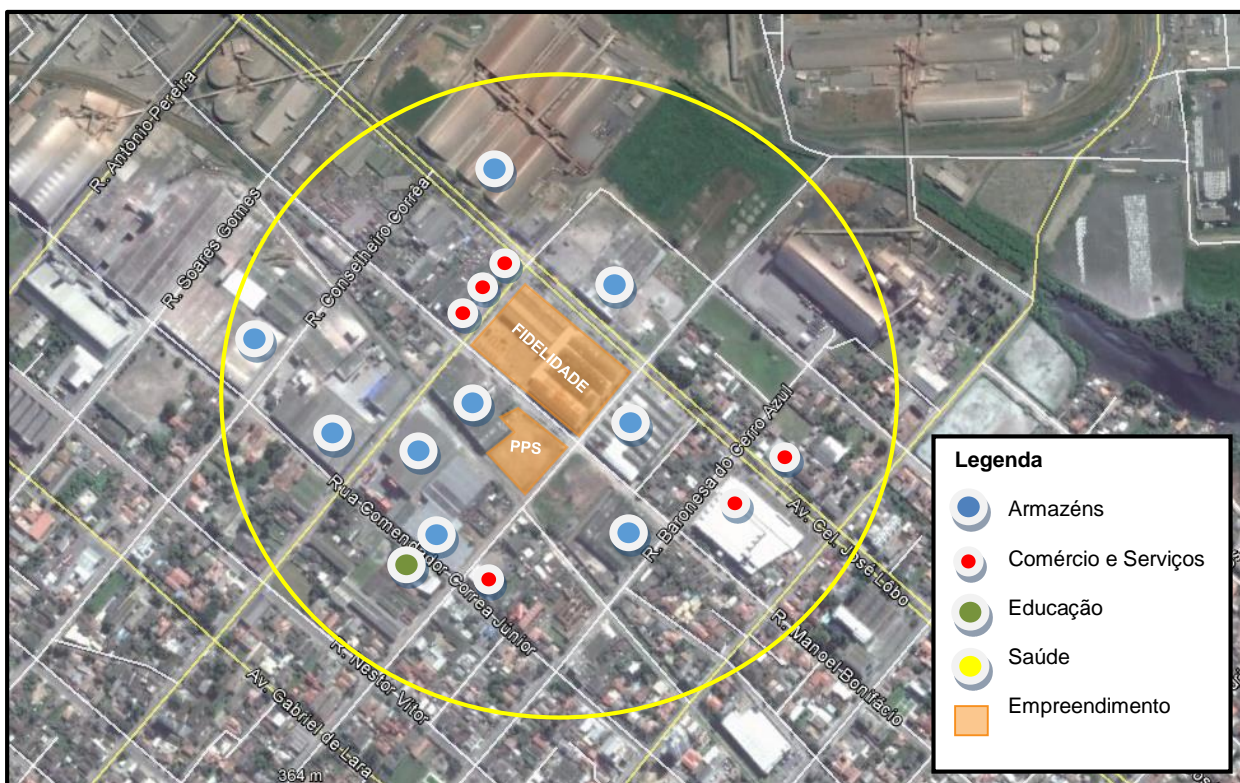 R. Antônio Pereira
R. Soares Gomes
R. Conselheiro Corrêa
FIDELIDADE
PPS
R. Baronesa do Cerro Azul
Av. Cel. José Lôbo
Rua Comendador Correa Júnior
R. Manoel Bonifácio
R. Nestor Vitor
Av. Gabriel de Lara
364 m
Legenda
Armazéns
Comércio e Serviços
Educação
Saúde
Empreendimento